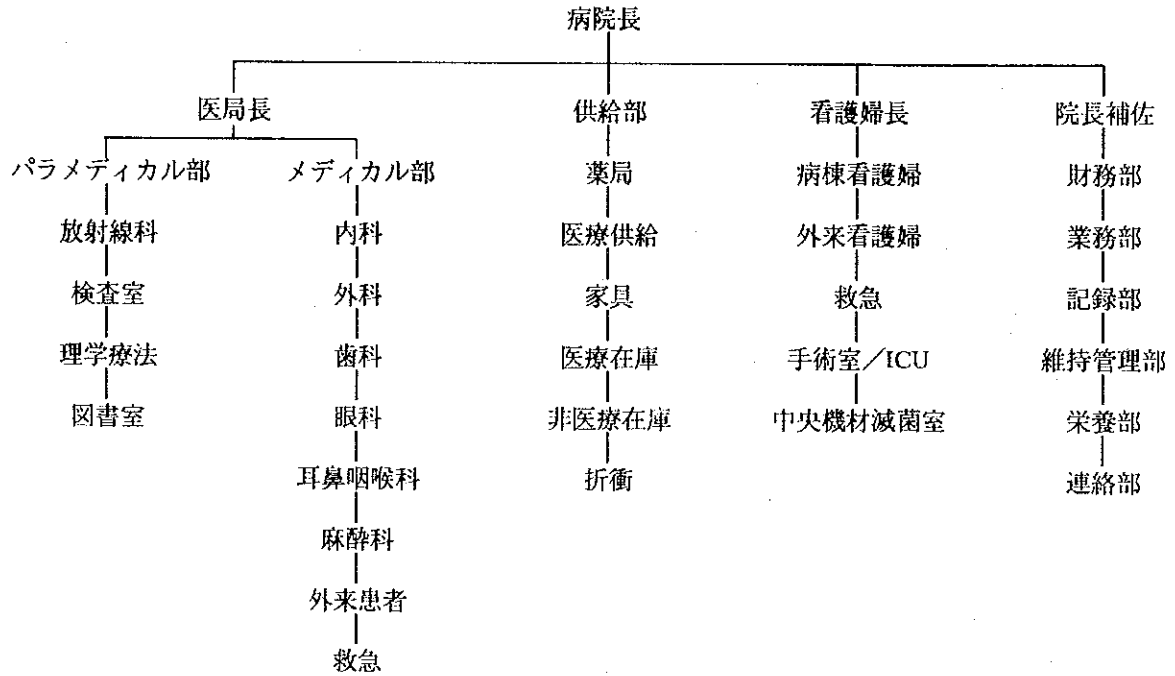 病院長
医局長 供給部 看護婦長 院長補佐
パラメディカル部 メディカル部 薬局 病棟看護婦 財務部
放射線科 内科 医療供給 外来看護婦 業務部
検査室 外科 家具 救急 記録部
理学療法 歯科 医療在庫 手術室/ICU 維持管理部
図書室 眼科 非医療在庫 中央機材滅菌室 栄養部
耳鼻咽喉科 折衝 連絡部
麻酔科
外来患者
救急